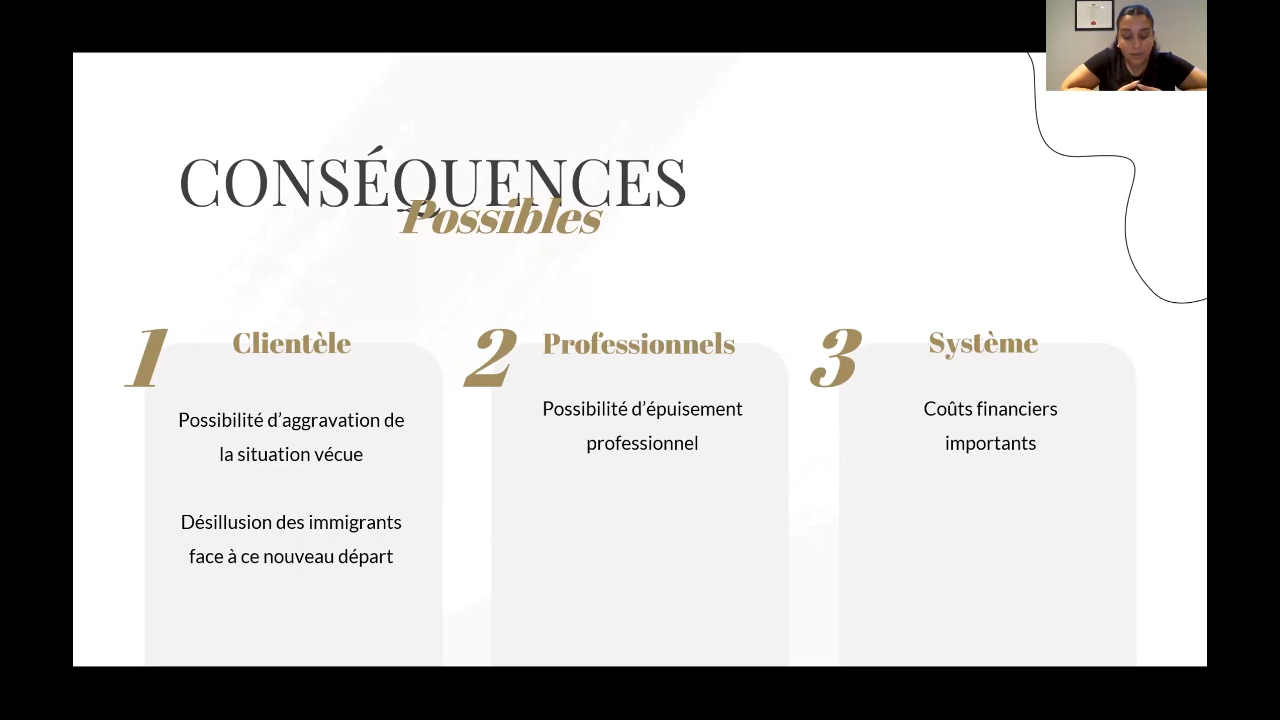 CONSÉQUENCES
Possibles
1
Clientèle
Possibilité d’aggravation de
la situation vécue
Désillusion des immigrants
face à ce nouveau départ
2
Professionnels
Possibilité d’épuisement
professionnel
3
Système
Coûts financiers
importants